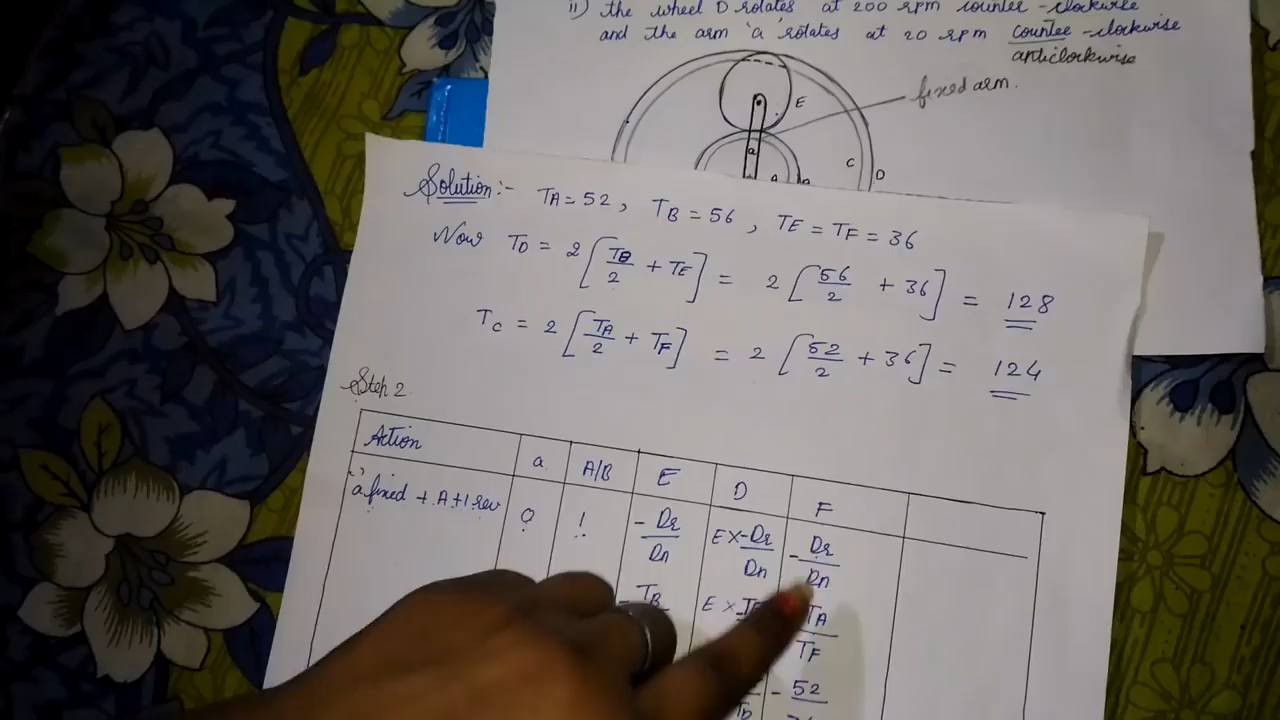 ii) the wheel D rotates at 200 rpm counter-clockwise
and the arm 'a' rotates at 20 rpm counter-clockwise
anticlockwise
fixed arm.
E
a
C
D
Solution:- TA = 52, TB = 56, TE = TF = 36
Now TD = 2[TB/2 + TE] = 2[56/2 + 36] = 128
TC = 2[TA/2 + TF] = 2[52/2 + 36] = 124
Step 2
Action a A/B E D F
'a' fixed + A +1 rev 0 1 -Dr/Dn E×-Dr/Dn -Dr/Dn
TB E × TA/TF
TD - 52